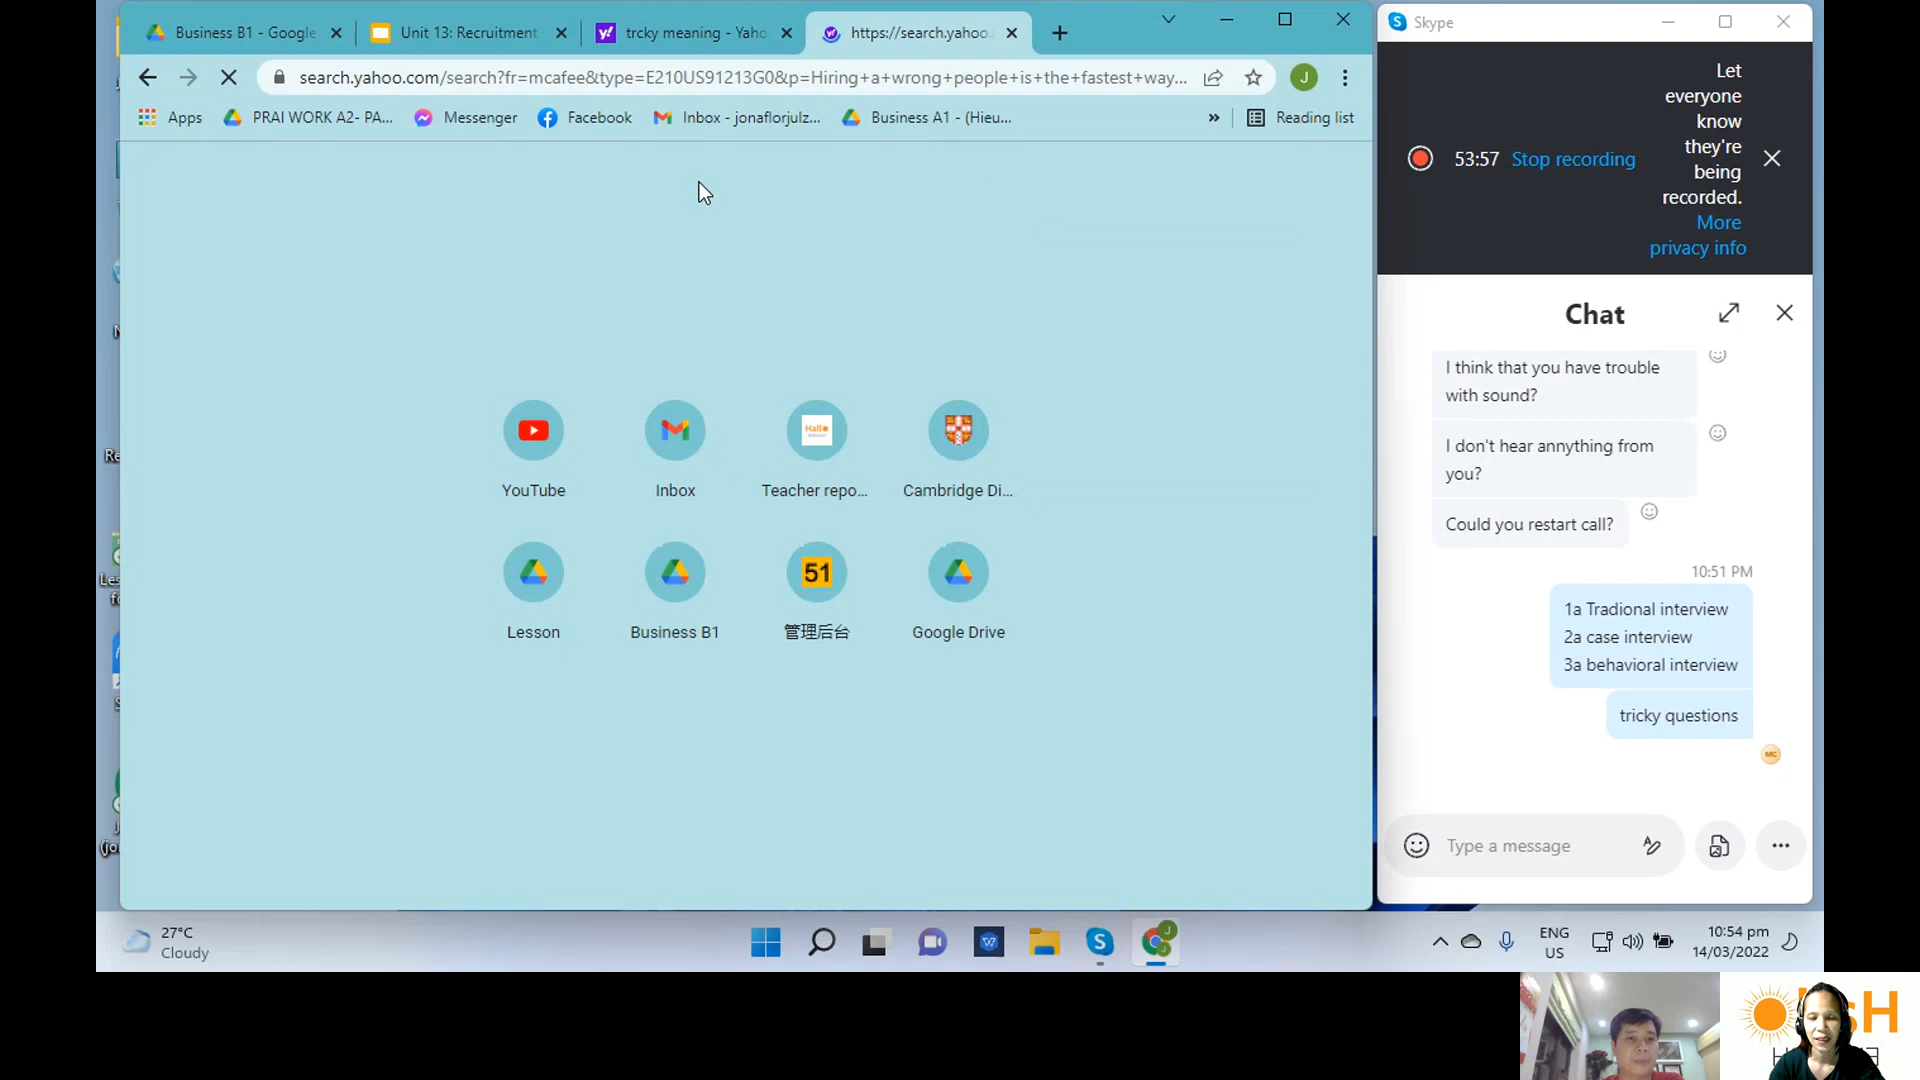 Business B1 - Google
Unit 13: Recruitment
trcky meaning - Yaho
https://search.yahoo.
search.yahoo.com/search?fr=mcafee&type=E210US91213G0&p=Hiring+a+wrong+people+is+the+fastest+way...
J
Apps
PRAI WORK A2- PA...
Messenger
Facebook
Inbox - jonaflorjulz...
Business A1 - (Hieu...
»
Reading list
YouTube
Inbox
Hallo
Teacher repo...
Cambridge Di...
Lesson
Business B1
51
管理后台
Google Drive
Skype
53:57
Stop recording
Let
everyone
know
they're
being
recorded.
More
privacy info
Chat
I think that you have trouble
with sound?
I don't hear annything from
you?
Could you restart call?
10:51 PM
1a Tradional interview
2a case interview
3a behavioral interview
tricky questions
MC
Type a message
27°C
Cloudy
ENG
US
10:54 pm
14/03/2022